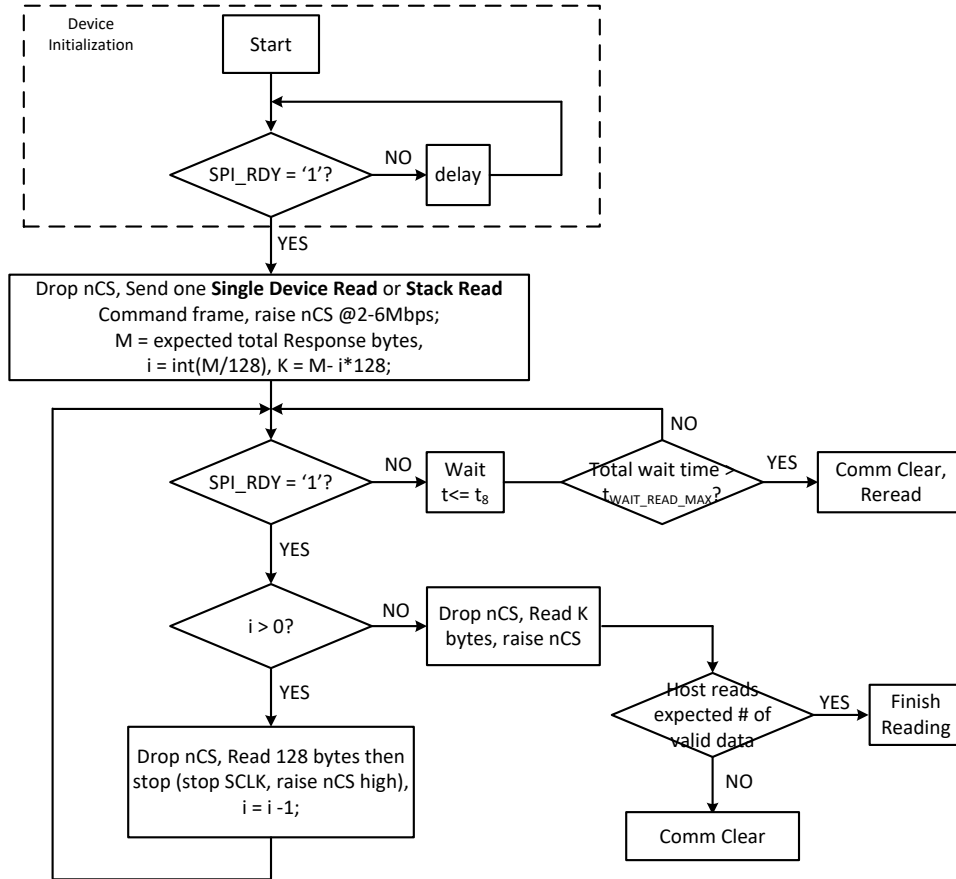 Device
Initialization
Start
SPI_RDY = ‘1’?
NO
delay
YES
Drop nCS, Send one Single Device Read or Stack Read
Command frame, raise nCS @2-6Mbps;
M = expected total Response bytes,
i = int(M/128), K = M- i*128;
SPI_RDY = ‘1’?
NO
Wait
t<= t8
NO
Total wait time >
tWAIT_READ_MAX?
YES
Comm Clear,
Reread
YES
i > 0?
NO
Drop nCS, Read K
bytes, raise nCS
Host reads
expected # of
valid data
YES
Finish
Reading
NO
Comm Clear
YES
Drop nCS, Read 128 bytes then
stop (stop SCLK, raise nCS high),
i = i -1;